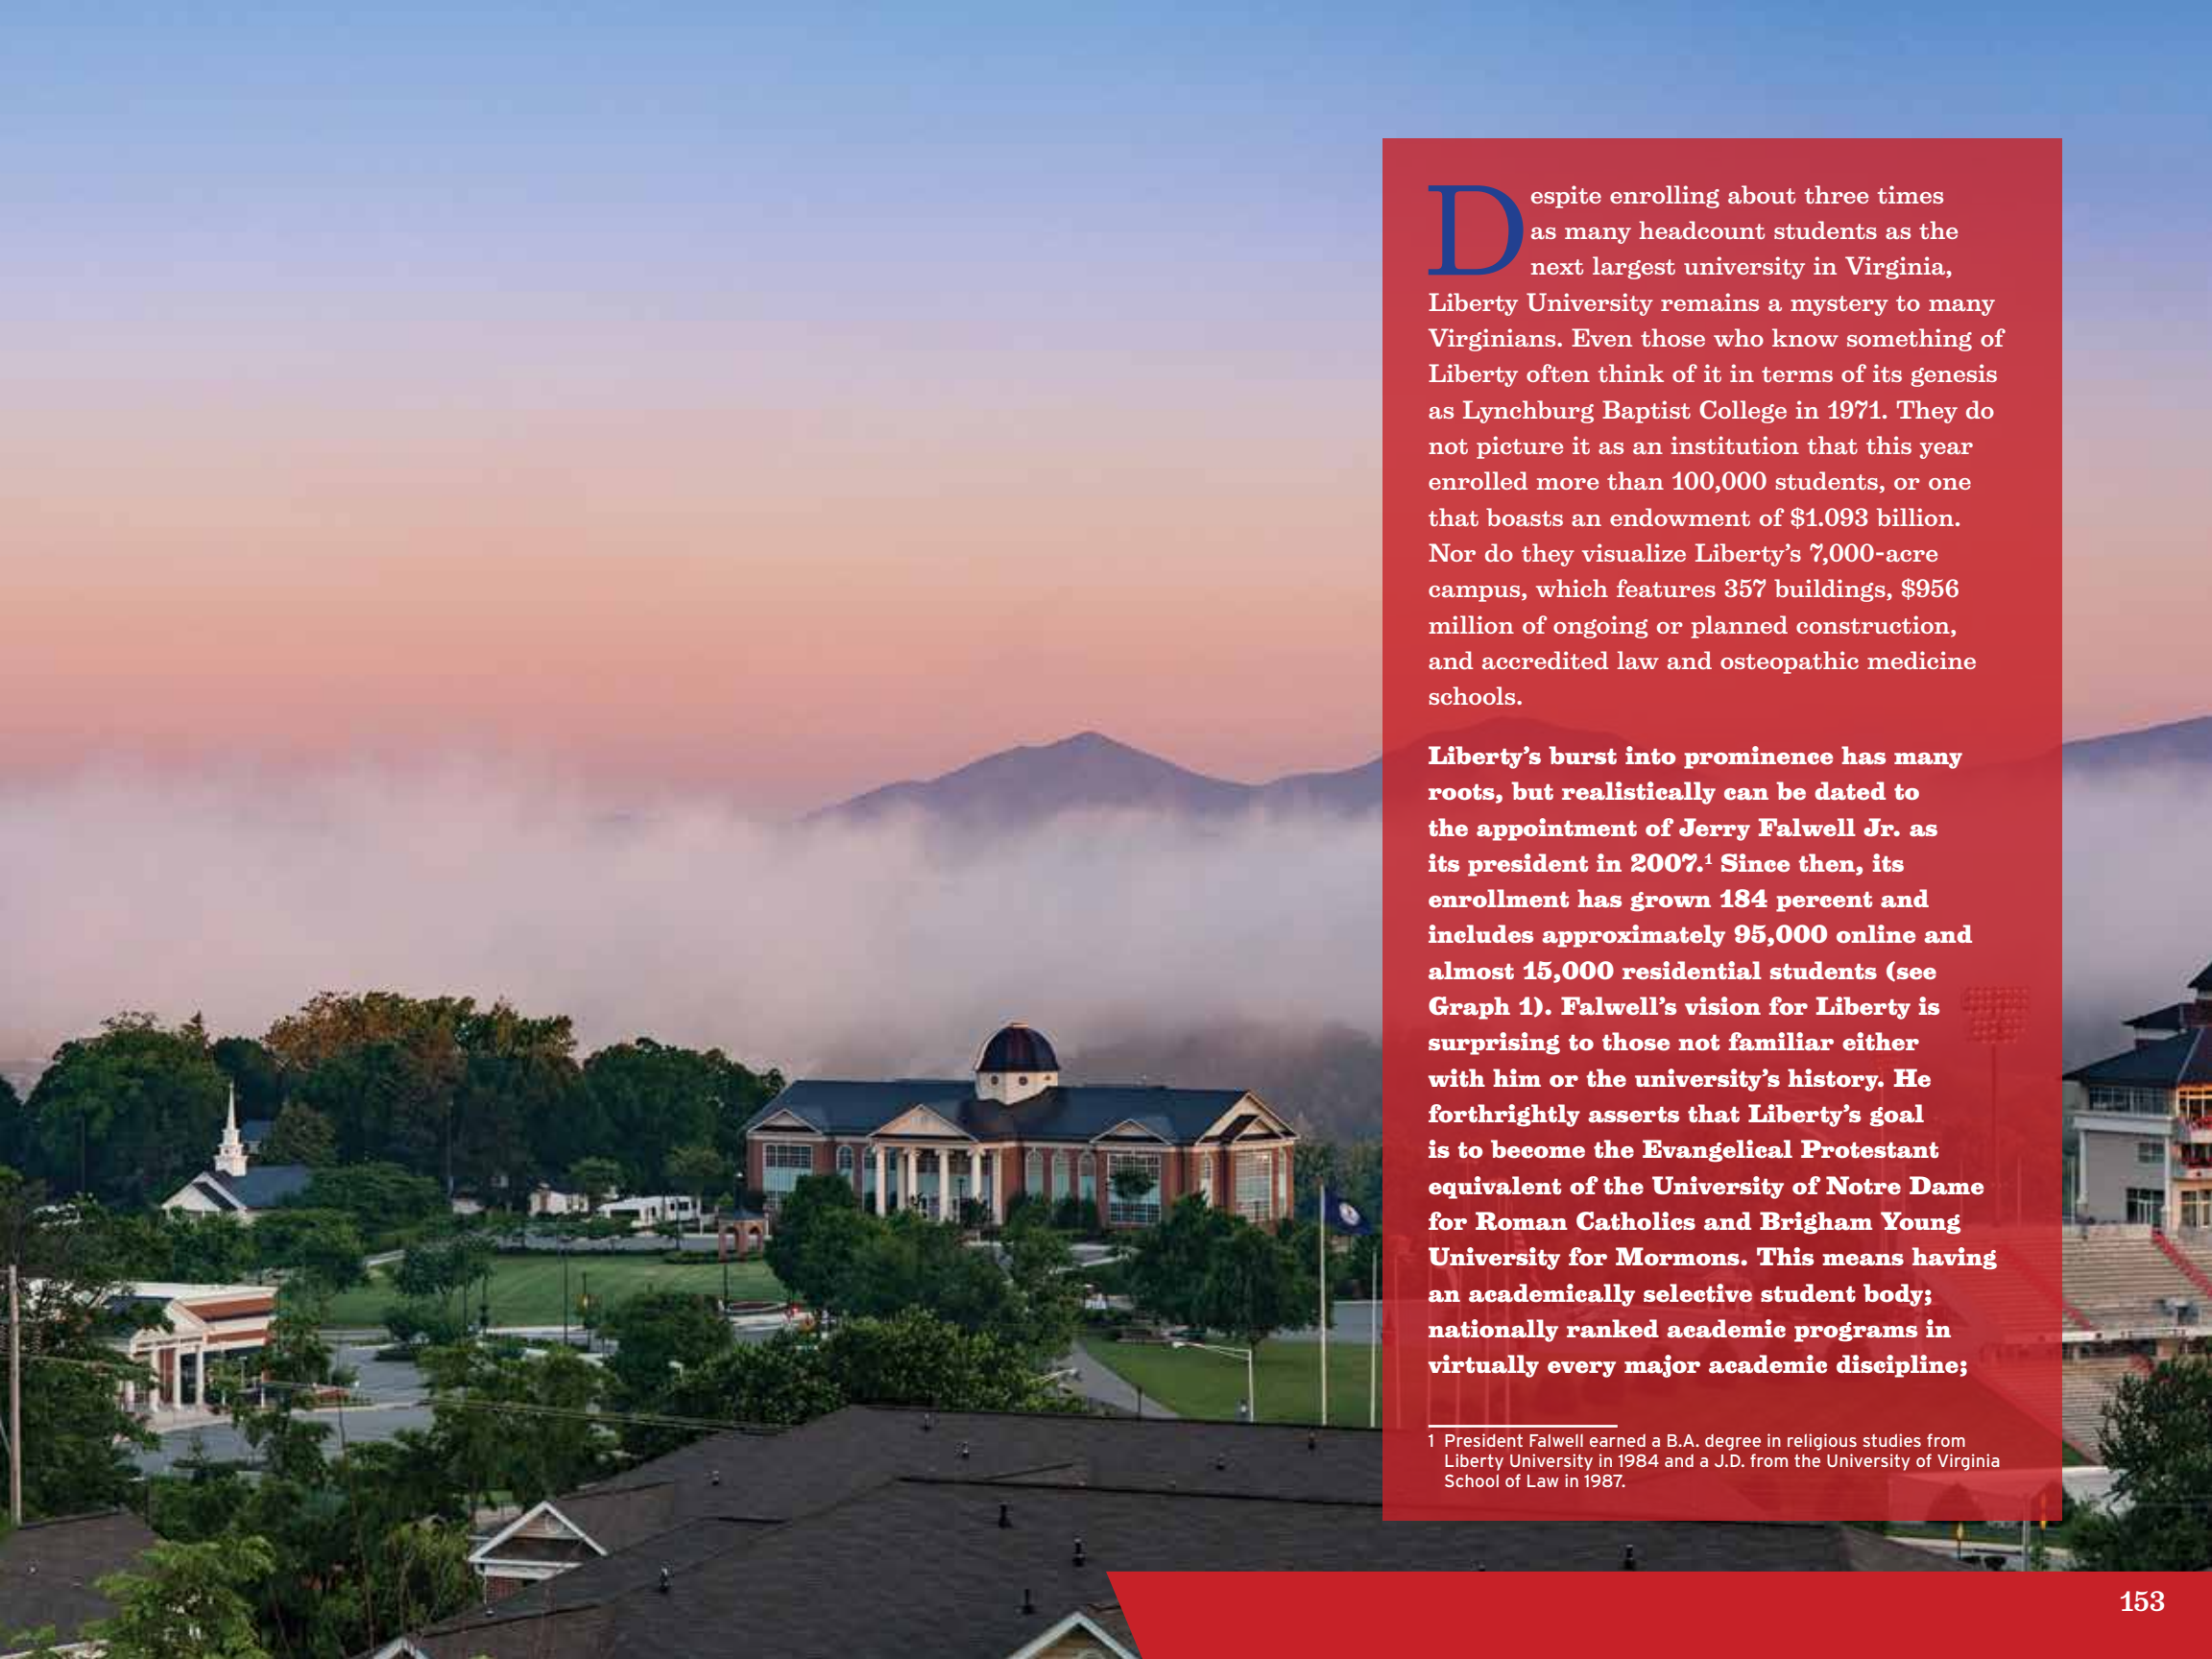 Despite enrolling about three times
as many headcount students as the
next largest university in Virginia,
Liberty University remains a mystery to many
Virginians. Even those who know something of
Liberty often think of it in terms of its genesis
as Lynchburg Baptist College in 1971. They do
not picture it as an institution that this year
enrolled more than 100,000 students, or one
that boasts an endowment of $1.093 billion.
Nor do they visualize Liberty’s 7,000-acre
campus, which features 357 buildings, $956
million of ongoing or planned construction,
and accredited law and osteopathic medicine
schools.
Liberty’s burst into prominence has many
roots, but realistically can be dated to
the appointment of Jerry Falwell Jr. as
its president in 2007.¹ Since then, its
enrollment has grown 184 percent and
includes approximately 95,000 online and
almost 15,000 residential students (see
Graph 1). Falwell’s vision for Liberty is
surprising to those not familiar either
with him or the university’s history. He
forthrightly asserts that Liberty’s goal
is to become the Evangelical Protestant
equivalent of the University of Notre Dame
for Roman Catholics and Brigham Young
University for Mormons. This means having
an academically selective student body;
nationally ranked academic programs in
virtually every major academic discipline;
1 President Falwell earned a B.A. degree in religious studies from
Liberty University in 1984 and a J.D. from the University of Virginia
School of Law in 1987.
153